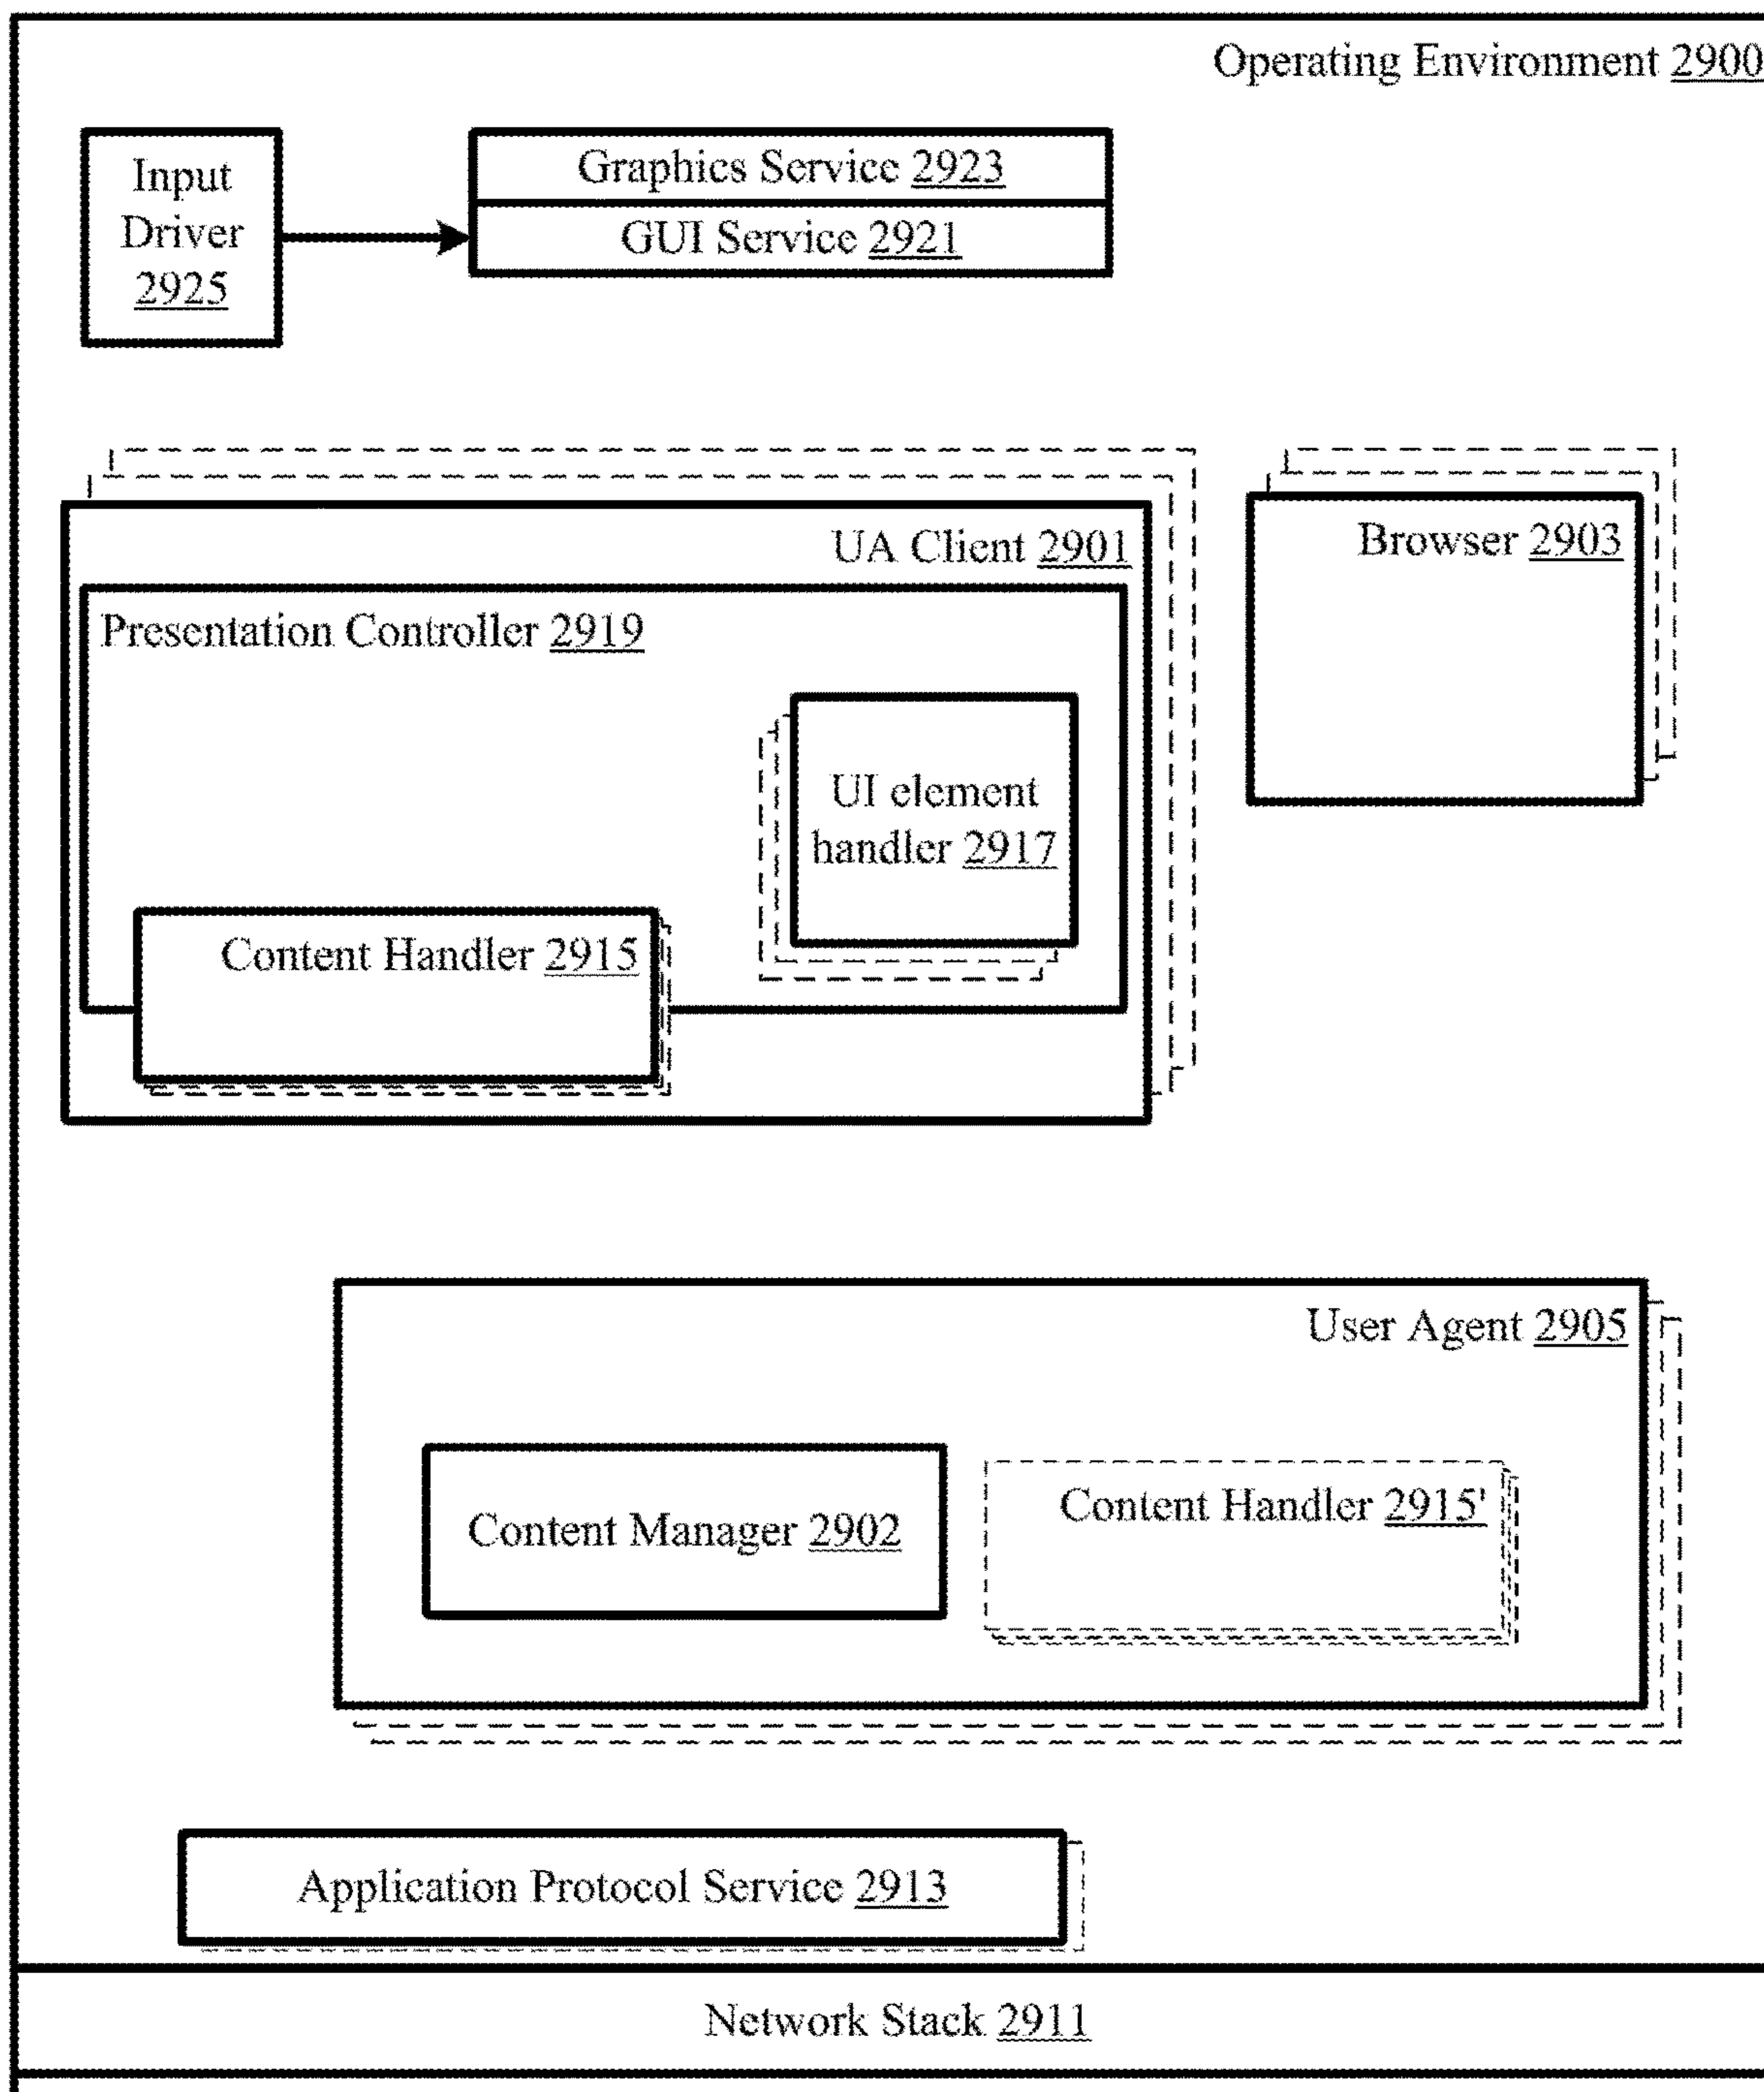 Operating Environment 2900
Input
Driver
2925
Graphics Service 2923
GUI Service 2921
UA Client 2901
Browser 2903
Presentation Controller 2919
UI element
handler 2917
Content Handler 2915
User Agent 2905
Content Manager 2902
Content Handler 2915'
Application Protocol Service 2913
Network Stack 2911